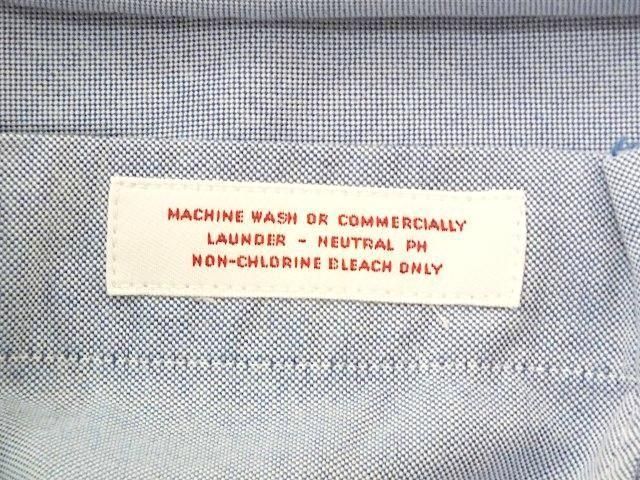 MACHINE WASH OR COMMERCIALLY
LAUNDER - NEUTRAL PH
NON-CHLORINE BLEACH ONLY